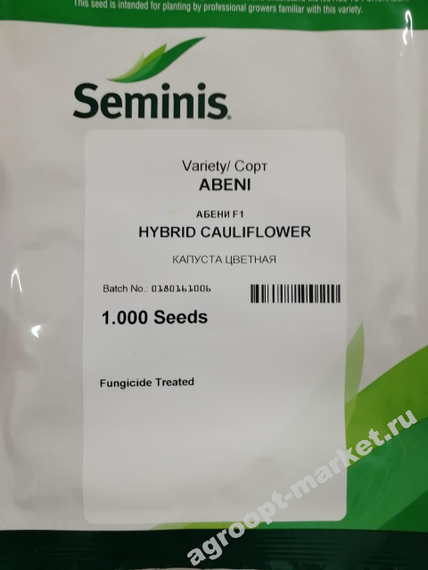 This seed is intended for planting by professional growers familiar with this variety.
Seminis®
Variety/ Сорт
ABENI
АБЕНИ F1
HYBRID CAULIFLOWER
КАПУСТА ЦВЕТНАЯ
Batch No.: 0180161006
1.000 Seeds
Fungicide Treated
agroopt-market.ru